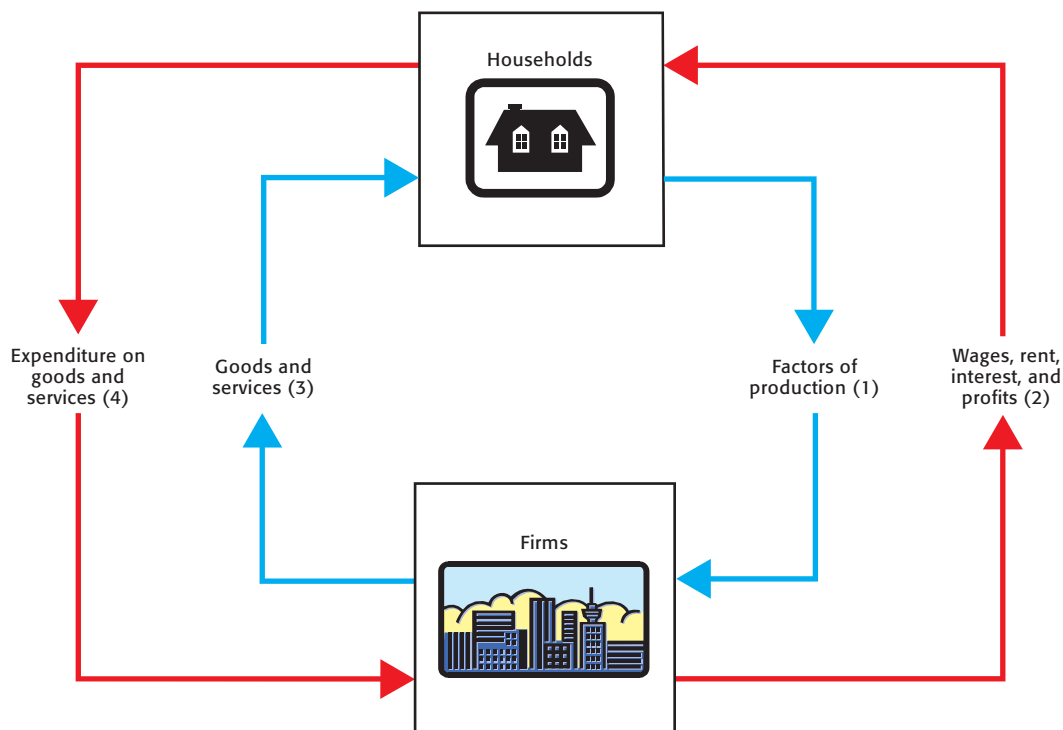 Households
Expenditure on
goods and
services (4)
Goods and
services (3)
Factors of
production (1)
Wages, rent,
interest, and
profits (2)
Firms